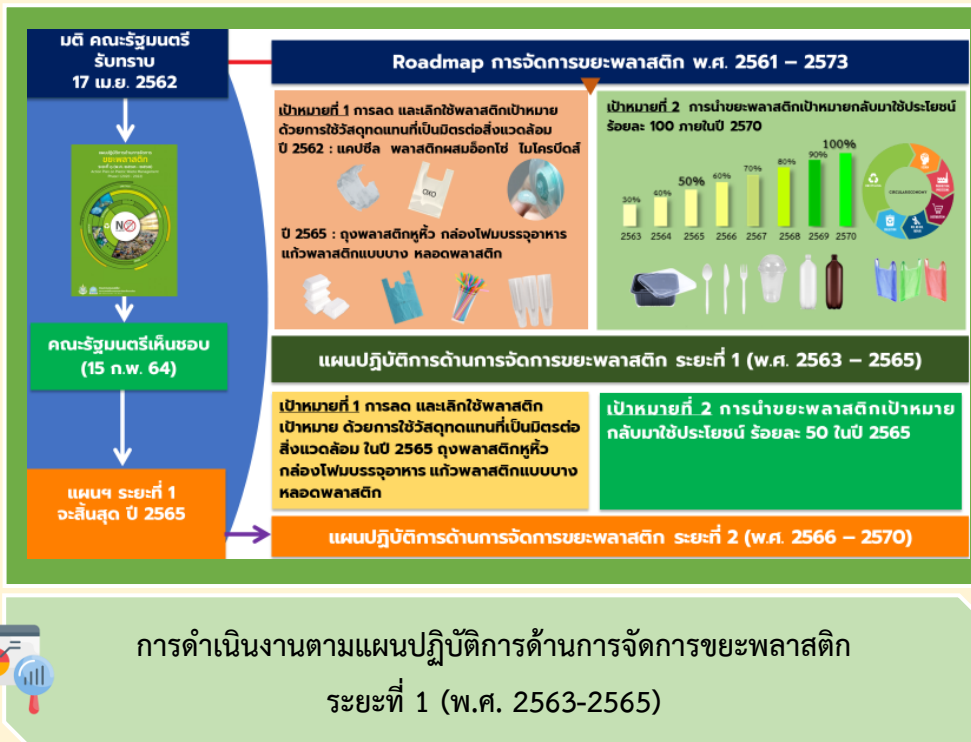 มติ คณะรัฐมนตรี
รับทราบ
17 เม.ย. 2562
Roadmap การจัดการขยะพลาสติก พ.ศ. 2561 – 2573
เป้าหมายที่ 1 การลด และเลิกใช้พลาสติกเป้าหมาย
ด้วยการใช้วัสดุทดแทนที่เป็นมิตรต่อสิ่งแวดล้อม
ปี 2562 : แคปซีล พลาสติกผสมอ็อกโซ่ ไมโครบีดส์
OXO
ปี 2565 : ถุงพลาสติกหูหิ้ว กล่องโฟมบรรจุอาหาร
แก้วพลาสติกแบบบาง หลอดพลาสติก
เป้าหมายที่ 2 การนำขยะพลาสติกเป้าหมายกลับมาใช้ประโยชน์
ร้อยละ 100 ภายในปี 2570
30% 40% 50% 60% 70% 80% 90% 100%
2563 2564 2565 2566 2567 2568 2569 2570
CIRCULAR ECONOMY
ขยะพลาสติก
NO
คณะรัฐมนตรีเห็นชอบ
(15 ก.พ. 64)
แผนปฏิบัติการด้านการจัดการขยะพลาสติก ระยะที่ 1 (พ.ศ. 2563 – 2565)
เป้าหมายที่ 1 การลด และเลิกใช้พลาสติก
เป้าหมาย ด้วยการใช้วัสดุทดแทนที่เป็นมิตรต่อ
สิ่งแวดล้อม ในปี 2565 ถุงพลาสติกหูหิ้ว
กล่องโฟมบรรจุอาหาร แก้วพลาสติกแบบบาง
หลอดพลาสติก
เป้าหมายที่ 2 การนำขยะพลาสติกเป้าหมาย
กลับมาใช้ประโยชน์ ร้อยละ 50 ในปี 2565
แผนฯ ระยะที่ 1
จะสิ้นสุด ปี 2565
แผนปฏิบัติการด้านการจัดการขยะพลาสติก ระยะที่ 2 (พ.ศ. 2566 – 2570)
การดำเนินงานตามแผนปฏิบัติการด้านการจัดการขยะพลาสติก
ระยะที่ 1 (พ.ศ. 2563-2565)